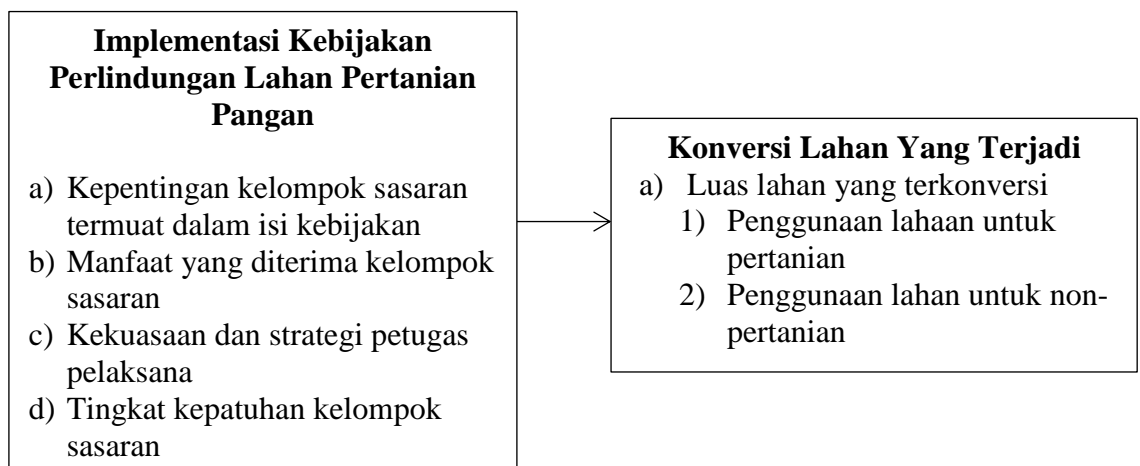 Implementasi Kebijakan
Perlindungan Lahan Pertanian
Pangan
a) Kepentingan kelompok sasaran
termuat dalam isi kebijakan
b) Manfaat yang diterima kelompok
sasaran
c) Kekuasaan dan strategi petugas
pelaksana
d) Tingkat kepatuhan kelompok
sasaran
Konversi Lahan Yang Terjadi
a) Luas lahan yang terkonversi
1) Penggunaan lahaan untuk
pertanian
2) Penggunaan lahan untuk non-
pertanian